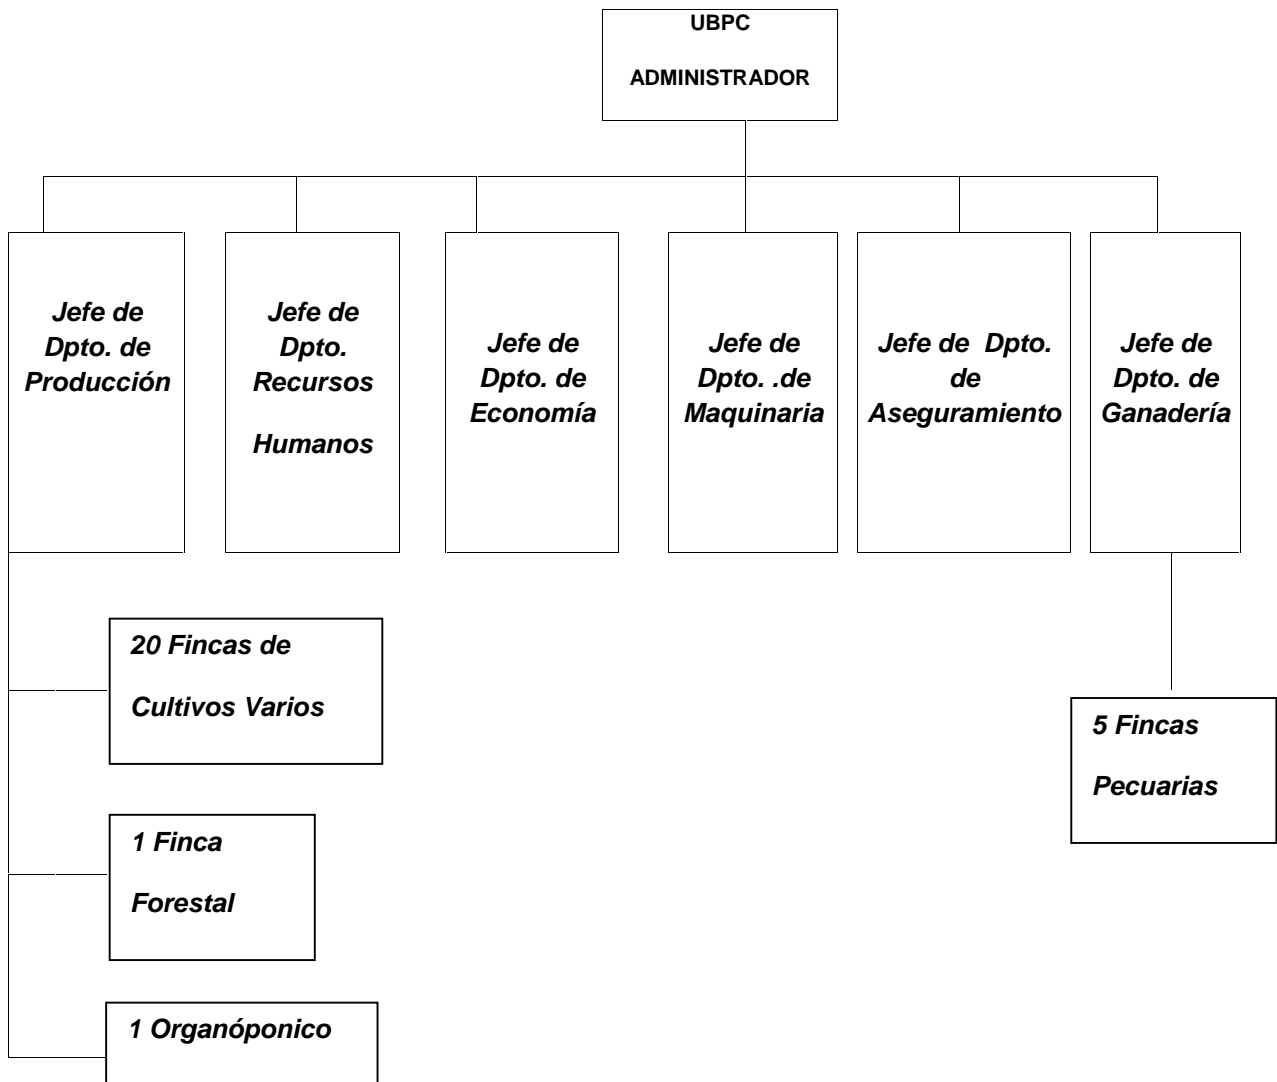 UBPC
ADMINISTRADOR
Jefe de
Dpto. de
Producción
Jefe de
Dpto.
Recursos
Humanos
Jefe de
Dpto. de
Economía
Jefe de
Dpto. .de
Maquinaria
Jefe de  Dpto.
de
Aseguramiento
Jefe de
Dpto. de
Ganadería
20 Fincas de
Cultivos Varios
5 Fincas
Pecuarias
1 Finca
Forestal
1 Organóponico